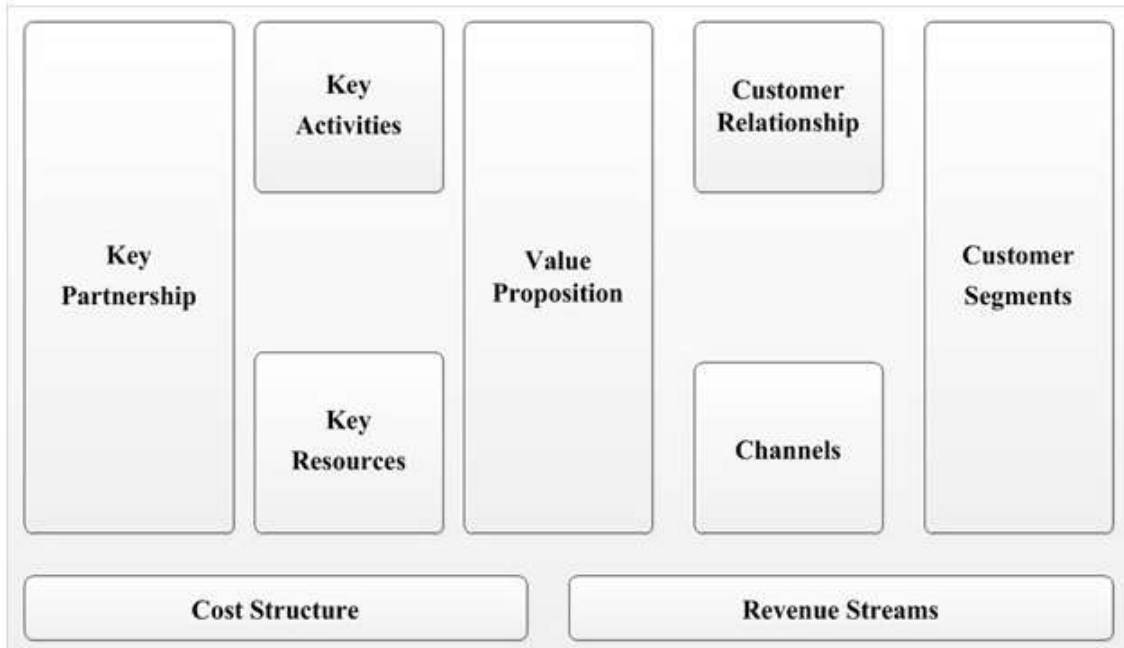 Key
Activities
Customer
Relationship
Key
Partnership
Value
Proposition
Customer
Segments
Key
Resources
Channels
Cost Structure
Revenue Streams